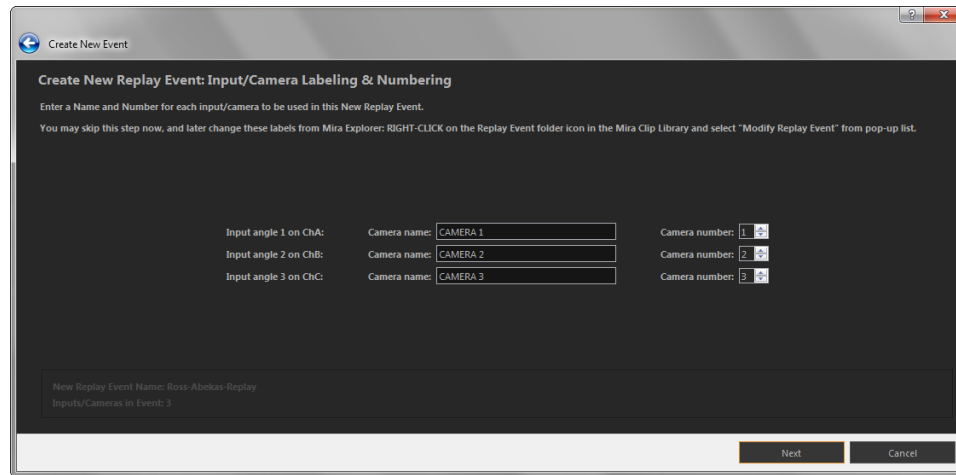 Create New Event
Create New Replay Event: Input/Camera Labeling & Numbering
Enter a Name and Number for each input/camera to be used in this New Replay Event.
You may skip this step now, and later change these labels from Mira Explorer: RIGHT-CLICK on the Replay Event folder icon in the Mira Clip Library and select "Modify Replay Event" from pop-up list.
Input angle 1 on ChA: Camera name: CAMERA 1 Camera number: 1
Input angle 2 on ChB: Camera name: CAMERA 2 Camera number: 2
Input angle 3 on ChC: Camera name: CAMERA 3 Camera number: 3
New Replay Event Name: Ross-Abekas-Replay
Inputs/Cameras in Event: 3
Next Cancel